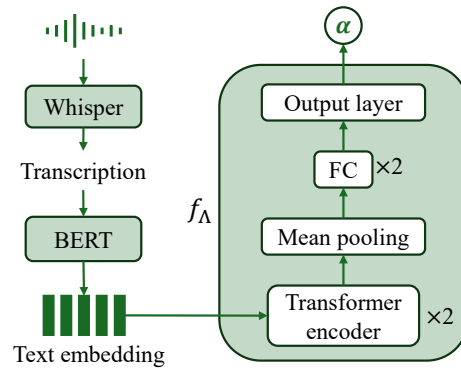 Whisper
Transcription
BERT
Text embedding
α
Output layer
FC ×2
f_Λ
Mean pooling
Transformer
encoder ×2